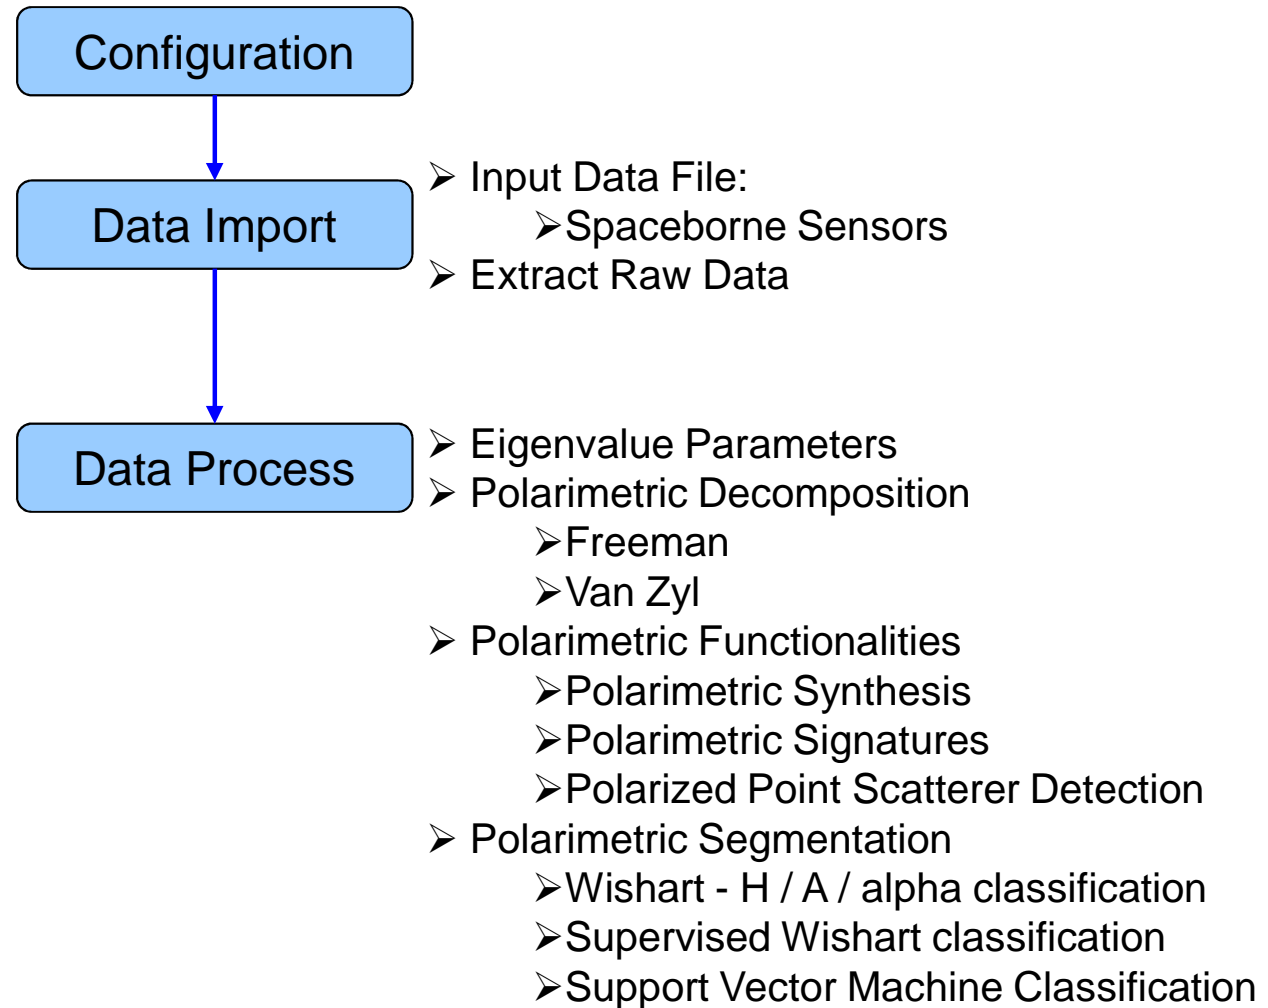 Configuration
Data Import
➢ Input Data File:
➢Spaceborne Sensors
➢ Extract Raw Data
Data Process
➢ Eigenvalue Parameters
➢ Polarimetric Decomposition
➢Freeman
➢Van Zyl
➢ Polarimetric Functionalities
➢Polarimetric Synthesis
➢Polarimetric Signatures
➢Polarized Point Scatterer Detection
➢ Polarimetric Segmentation
➢Wishart - H / A / alpha classification
➢Supervised Wishart classification
➢Support Vector Machine Classification